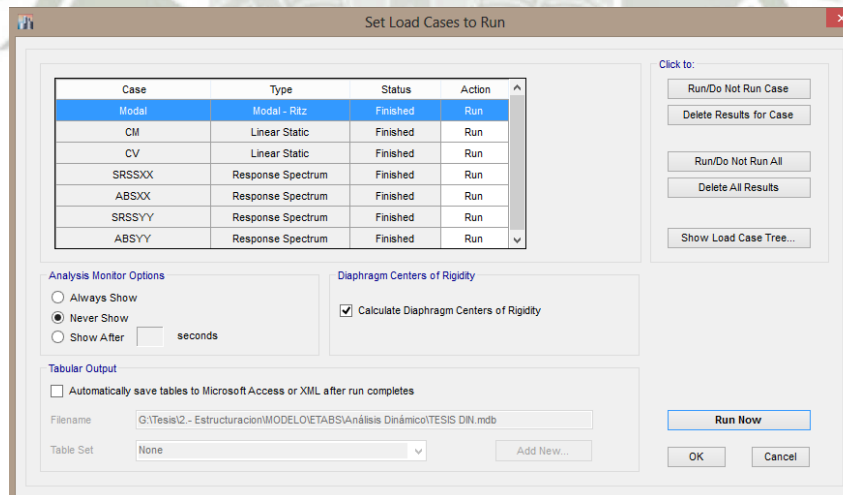 Set Load Cases to Run
Click to:
Case Type Status Action
Modal Modal - Ritz Finished Run
CM Linear Static Finished Run
CV Linear Static Finished Run
SRSSXX Response Spectrum Finished Run
ABSXX Response Spectrum Finished Run
SRSSYY Response Spectrum Finished Run
ABSYY Response Spectrum Finished Run
Run/Do Not Run Case
Delete Results for Case
Run/Do Not Run All
Delete All Results
Show Load Case Tree...
Analysis Monitor Options
Always Show
Never Show
Show After seconds
Diaphragm Centers of Rigidity
Calculate Diaphragm Centers of Rigidity
Tabular Output
Automatically save tables to Microsoft Access or XML after run completes
Filename G:\Tesis\2.- Estructuracion\MODELO\ETABS\Análisis Dinámico\TESIS DIN.mdb
Table Set None Add New...
Run Now
OK Cancel